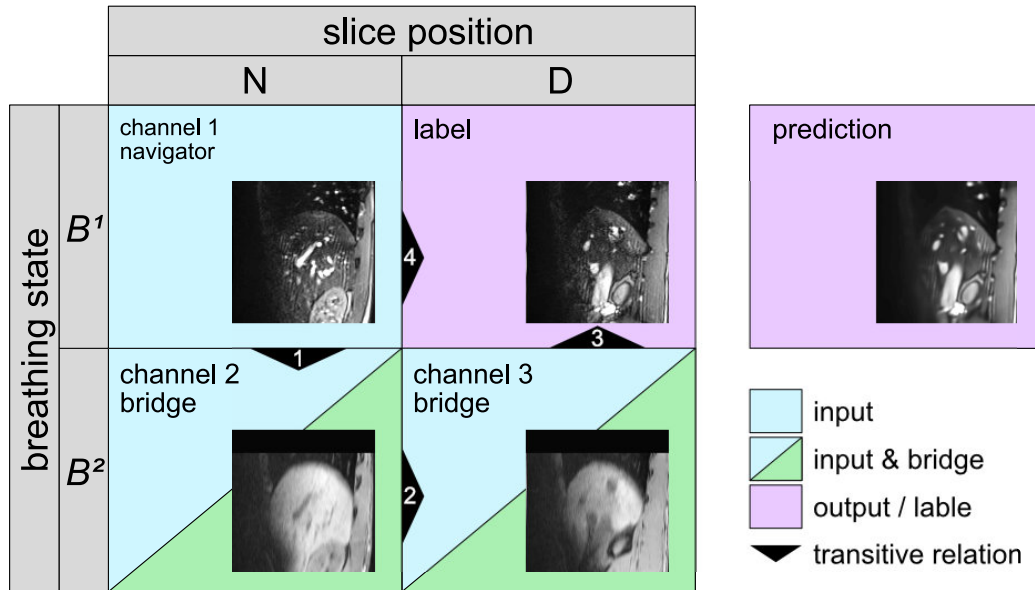 slice position
N
D
breathing state
B¹
channel 1
navigator
label
4
prediction
1
3
B²
channel 2
bridge
channel 3
bridge
2
input
input & bridge
output / lable
transitive relation